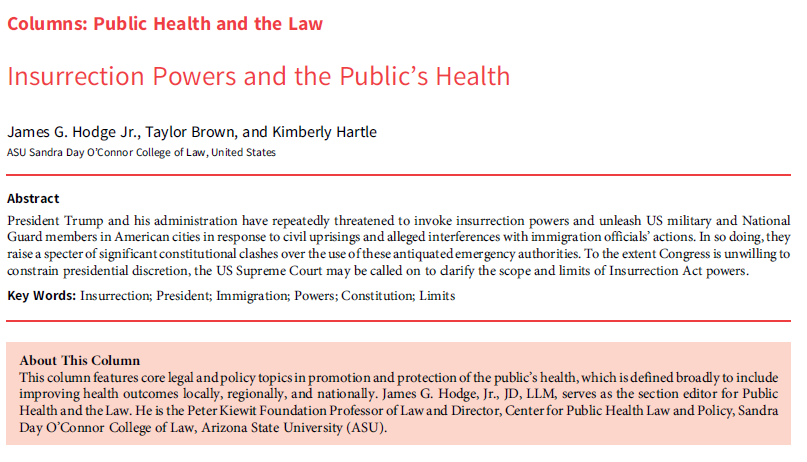 Columns: Public Health and the Law
Insurrection Powers and the Public’s Health
James G. Hodge Jr., Taylor Brown, and Kimberly Hartle
ASU Sandra Day O’Connor College of Law, United States
Abstract
President Trump and his administration have repeatedly threatened to invoke insurrection powers and unleash US military and National
Guard members in American cities in response to civil uprisings and alleged interferences with immigration officials’ actions. In so doing, they
raise a specter of significant constitutional clashes over the use of these antiquated emergency authorities. To the extent Congress is unwilling to
constrain presidential discretion, the US Supreme Court may be called on to clarify the scope and limits of Insurrection Act powers.
Key Words: Insurrection; President; Immigration; Powers; Constitution; Limits
About This Column
This column features core legal and policy topics in promotion and protection of the public’s health, which is defined broadly to include
improving health outcomes locally, regionally, and nationally. James G. Hodge, Jr., JD, LLM, serves as the section editor for Public
Health and the Law. He is the Peter Kiewit Foundation Professor of Law and Director, Center for Public Health Law and Policy, Sandra
Day O’Connor College of Law, Arizona State University (ASU).